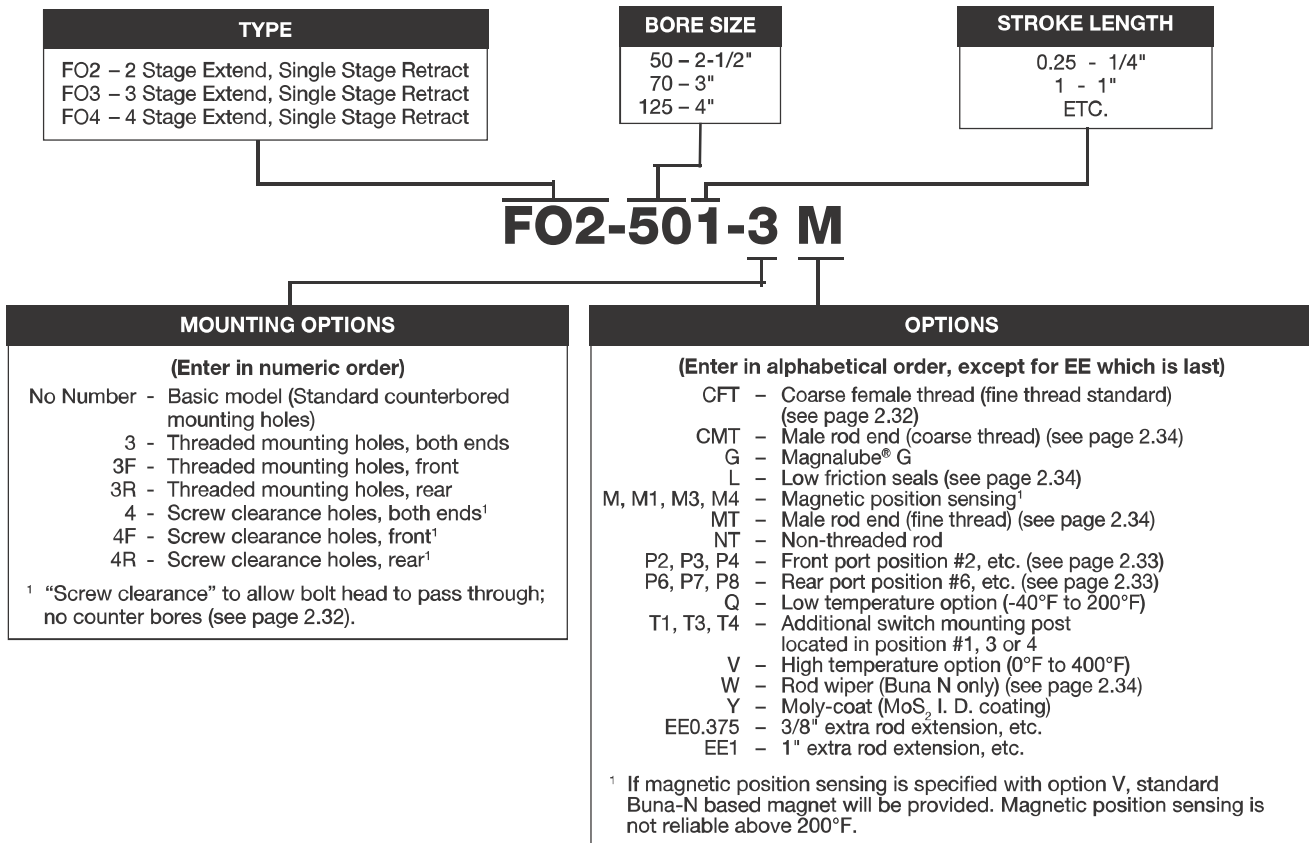 TYPE
FO2 – 2 Stage Extend, Single Stage Retract
FO3 – 3 Stage Extend, Single Stage Retract
FO4 – 4 Stage Extend, Single Stage Retract
BORE SIZE
50 – 2-1/2"
70 – 3"
125 – 4"
STROKE LENGTH
0.25 - 1/4"
1 - 1"
ETC.
FO2-501-3 M
MOUNTING OPTIONS
(Enter in numeric order)
No Number - Basic model (Standard counterbored
mounting holes)
3 - Threaded mounting holes, both ends
3F - Threaded mounting holes, front
3R - Threaded mounting holes, rear
4 - Screw clearance holes, both ends¹
4F - Screw clearance holes, front¹
4R - Screw clearance holes, rear¹
¹ “Screw clearance” to allow bolt head to pass through;
no counter bores (see page 2.32).
OPTIONS
(Enter in alphabetical order, except for EE which is last)
CFT – Coarse female thread (fine thread standard)
(see page 2.32)
CMT – Male rod end (coarse thread) (see page 2.34)
G – Magnalube® G
L – Low friction seals (see page 2.34)
M, M1, M3, M4 – Magnetic position sensing¹
MT – Male rod end (fine thread) (see page 2.34)
NT – Non-threaded rod
P2, P3, P4 – Front port position #2, etc. (see page 2.33)
P6, P7, P8 – Rear port position #6, etc. (see page 2.33)
Q – Low temperature option (-40°F to 200°F)
T1, T3, T4 – Additional switch mounting post
located in position #1, 3 or 4
V – High temperature option (0°F to 400°F)
W – Rod wiper (Buna N only) (see page 2.34)
Y – Moly-coat (MoS₂ I. D. coating)
EE0.375 – 3/8" extra rod extension, etc.
EE1 – 1" extra rod extension, etc.
¹ If magnetic position sensing is specified with option V, standard
Buna-N based magnet will be provided. Magnetic position sensing is
not reliable above 200°F.